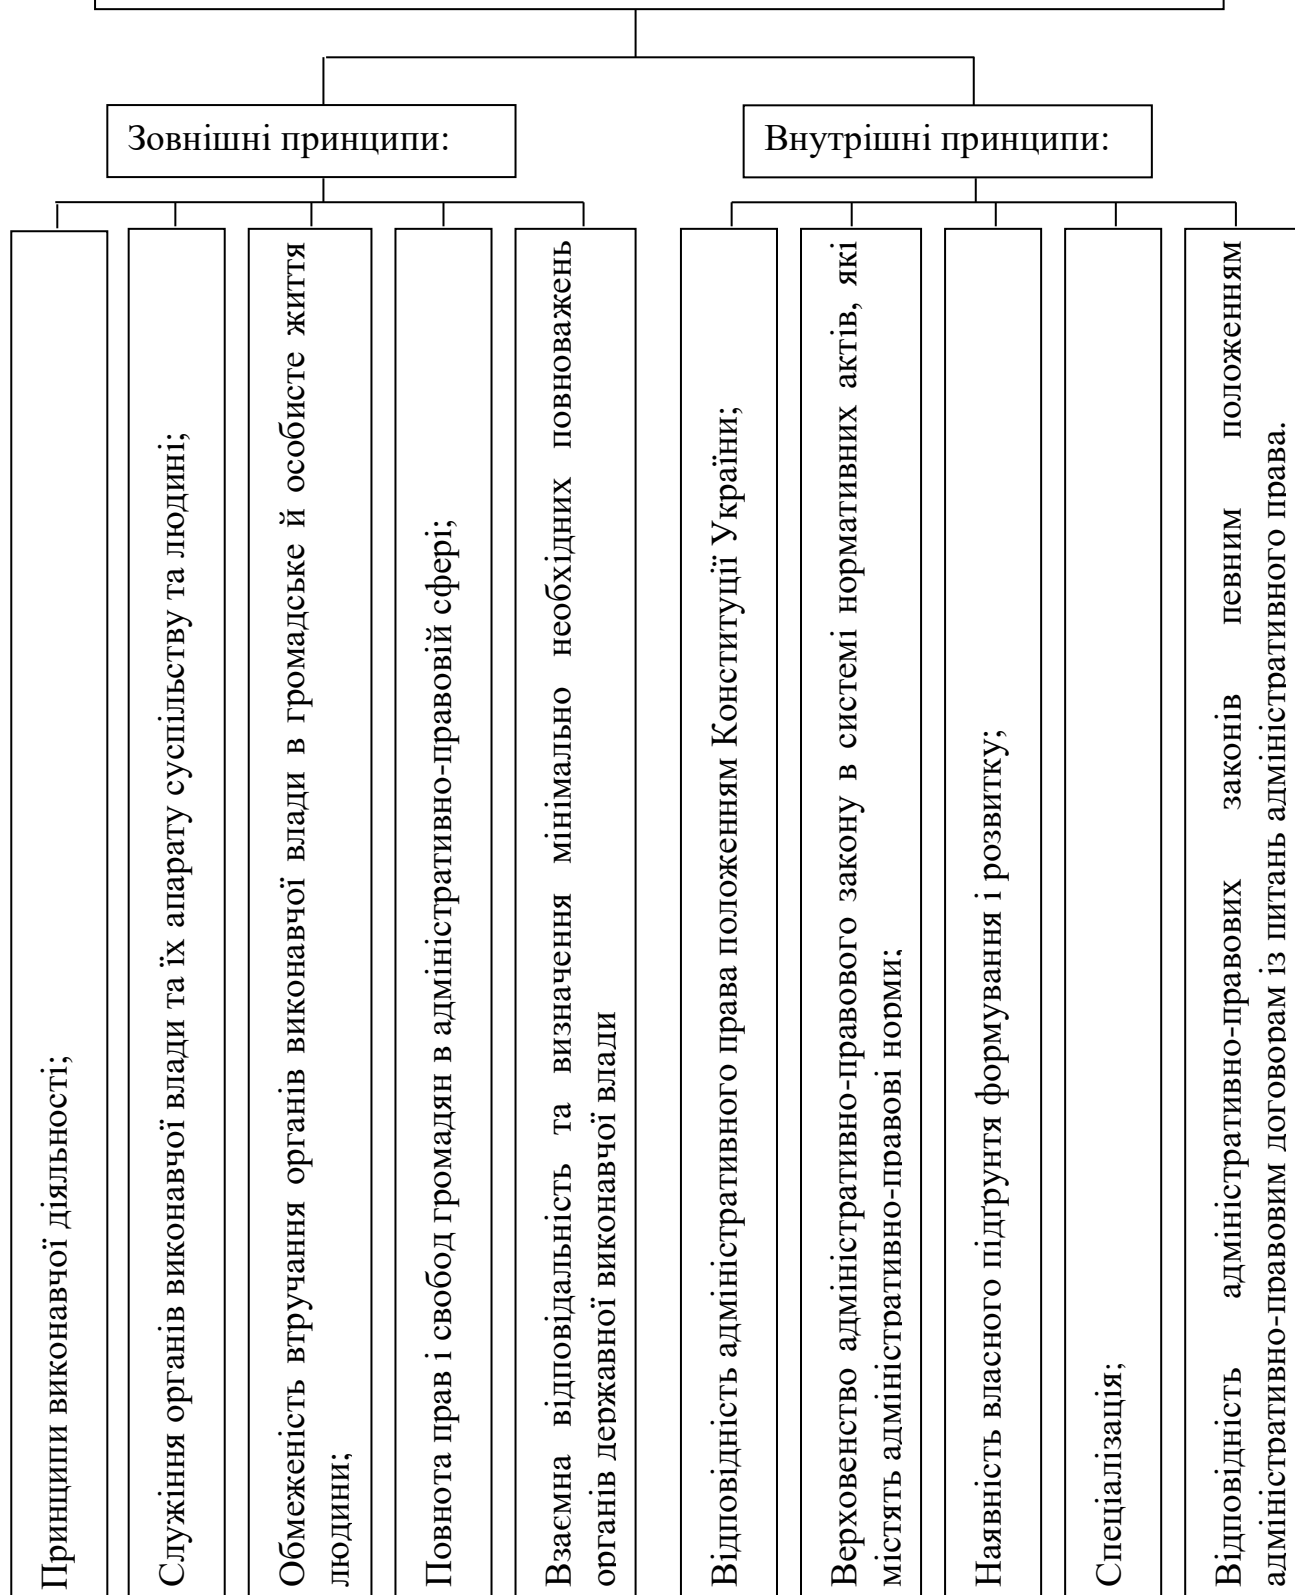 Зовнішні принципи:
Принципи виконавчої діяльності;
Служіння органів виконавчої влади та їх апарату суспільству та людині;
Обмеженість втручання органів виконавчої влади в громадське й особисте життя
людини;
Повнота прав і свобод громадян в адміністративно-правовій сфері;
Взаємна відповідальність та визначення мінімально необхідних повноважень
органів державної виконавчої влади
Внутрішні принципи:
Відповідність адміністративного права положенням Конституції України;
Верховенство адміністративно-правового закону в системі нормативних актів, які
містять адміністративно-правові норми;
Наявність власного підґрунтя формування і розвитку;
Спеціалізація;
Відповідність адміністративно-правових законів певним положенням
адміністративно-правовим договорам із питань адміністративного права.